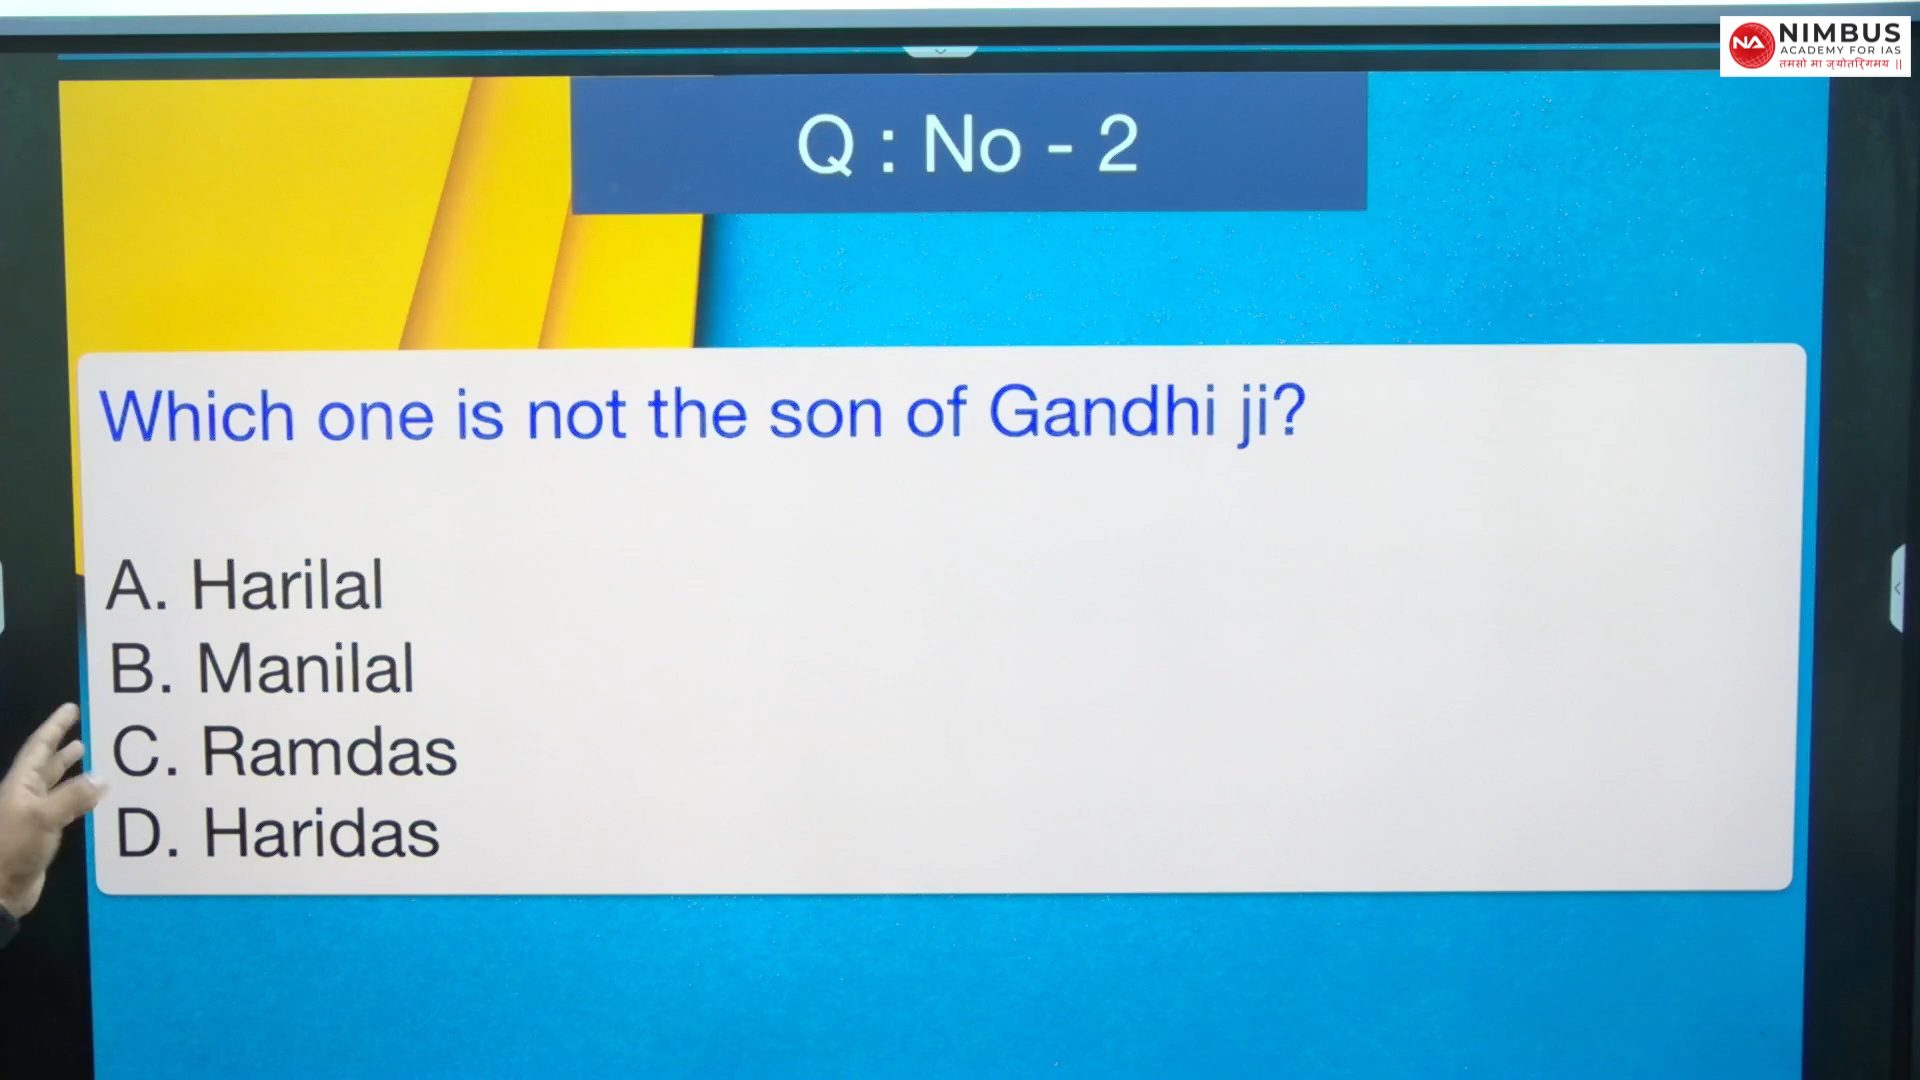 NIMBUS
ACADEMY FOR IAS
तमसो मा ज्योतिर्गमय ||
Q : No - 2
Which one is not the son of Gandhi ji?
A. Harilal
B. Manilal
C. Ramdas
D. Haridas